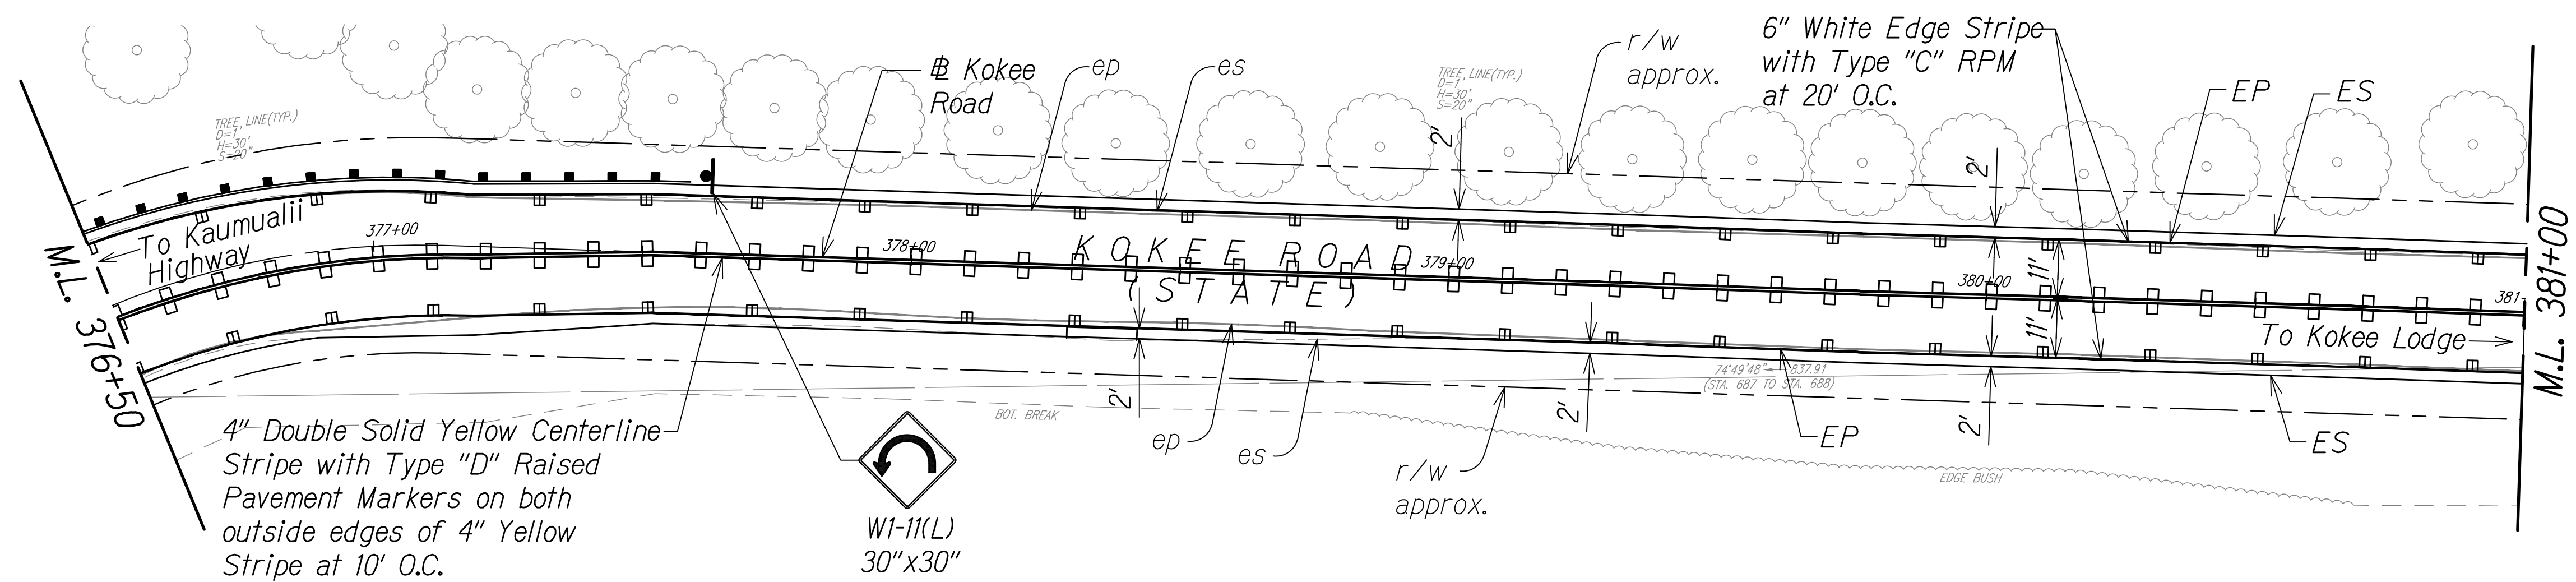 TREE, LINE(TYP.)
D=1
H=30'
S=20"
℄ Kokee
Road
ep
es
TREE, LINE(TYP.)
D=1
H=30'
S=20"
r/w
approx.
6" White Edge Stripe
with Type "C" RPM
at 20' O.C.
EP
ES
2'
2'
To Kaumualii
Highway
377+00
378+00
KOKEE ROAD
(STATE)
379+00
380+00
381-
11'
11'
To Kokee Lodge
M.L. 376+50
M.L. 381+00
4" Double Solid Yellow Centerline
Stripe with Type "D" Raised
Pavement Markers on both
outside edges of 4" Yellow
Stripe at 10' O.C.
W1-11(L)
30"x30"
BOT. BREAK
2'
ep
es
r/w
approx.
2'
74°49'48" 837.91
(STA. 687 TO STA. 688)
EP
2'
EDGE BUSH
ES